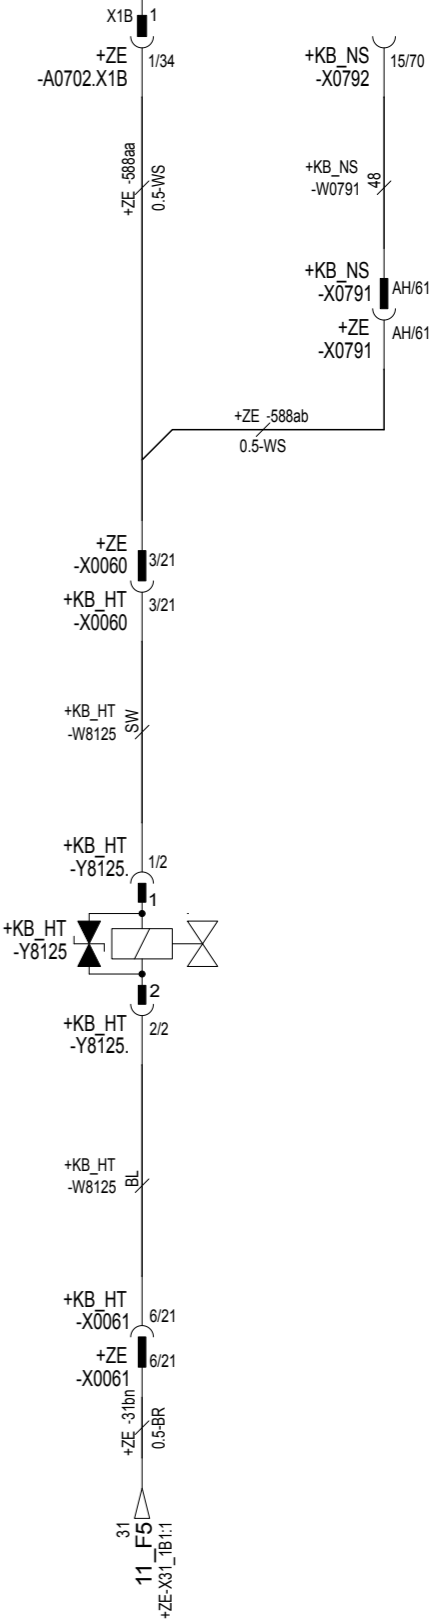 X1B 1
+ZE 1/34
-A0702.X1B
+KB_NS 15/70
-X0792
+ZE -588aa
0.5-WS
+KB_NS
-W0791
48
+KB_NS
-X0791 AH/61
+ZE AH/61
-X0791
+ZE -588ab
0.5-WS
+ZE
-X0060 3/21
+KB_HT 3/21
-X0060
+KB_HT
-W8125
SW
+KB_HT 1/2
-Y8125.
1
+KB_HT
-Y8125
2
+KB_HT 2/2
-Y8125.
+KB_HT
-W8125
BL
+KB_HT
-X0061 6/21
+ZE 6/21
-X0061
+ZE -31bn
0.5-BR
31
11_F5
+ZE-X31_1B1:1